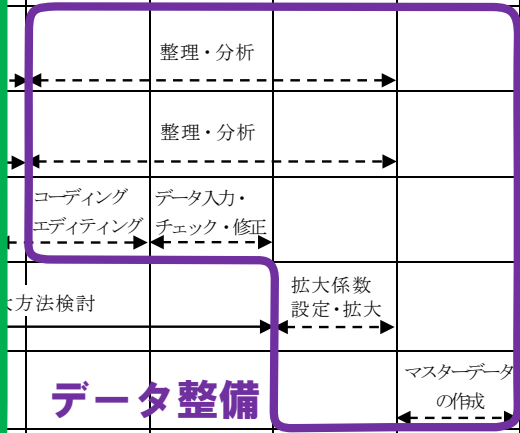 整理・分析
整理・分析
コーディング
エディティング
データ入力・
チェック・修正
方法検討
拡大係数
設定・拡大
マスターデータ
の作成
データ整備